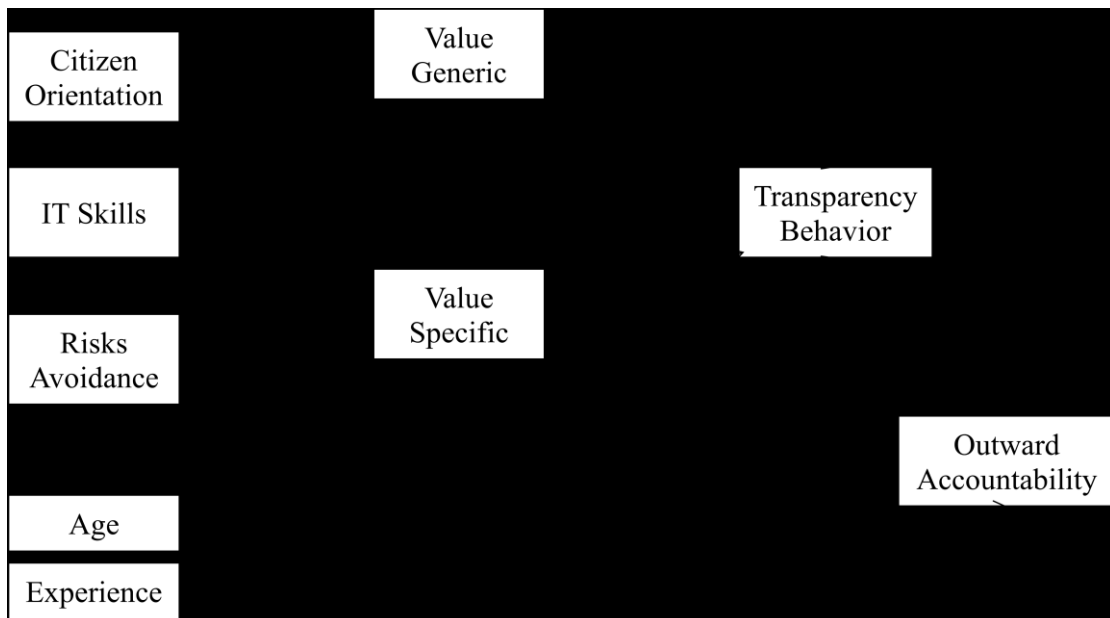 Citizen
Orientation
Value
Generic
IT Skills
Transparency
Behavior
Value
Specific
Risks
Avoidance
Outward
Accountability
Age
Experience